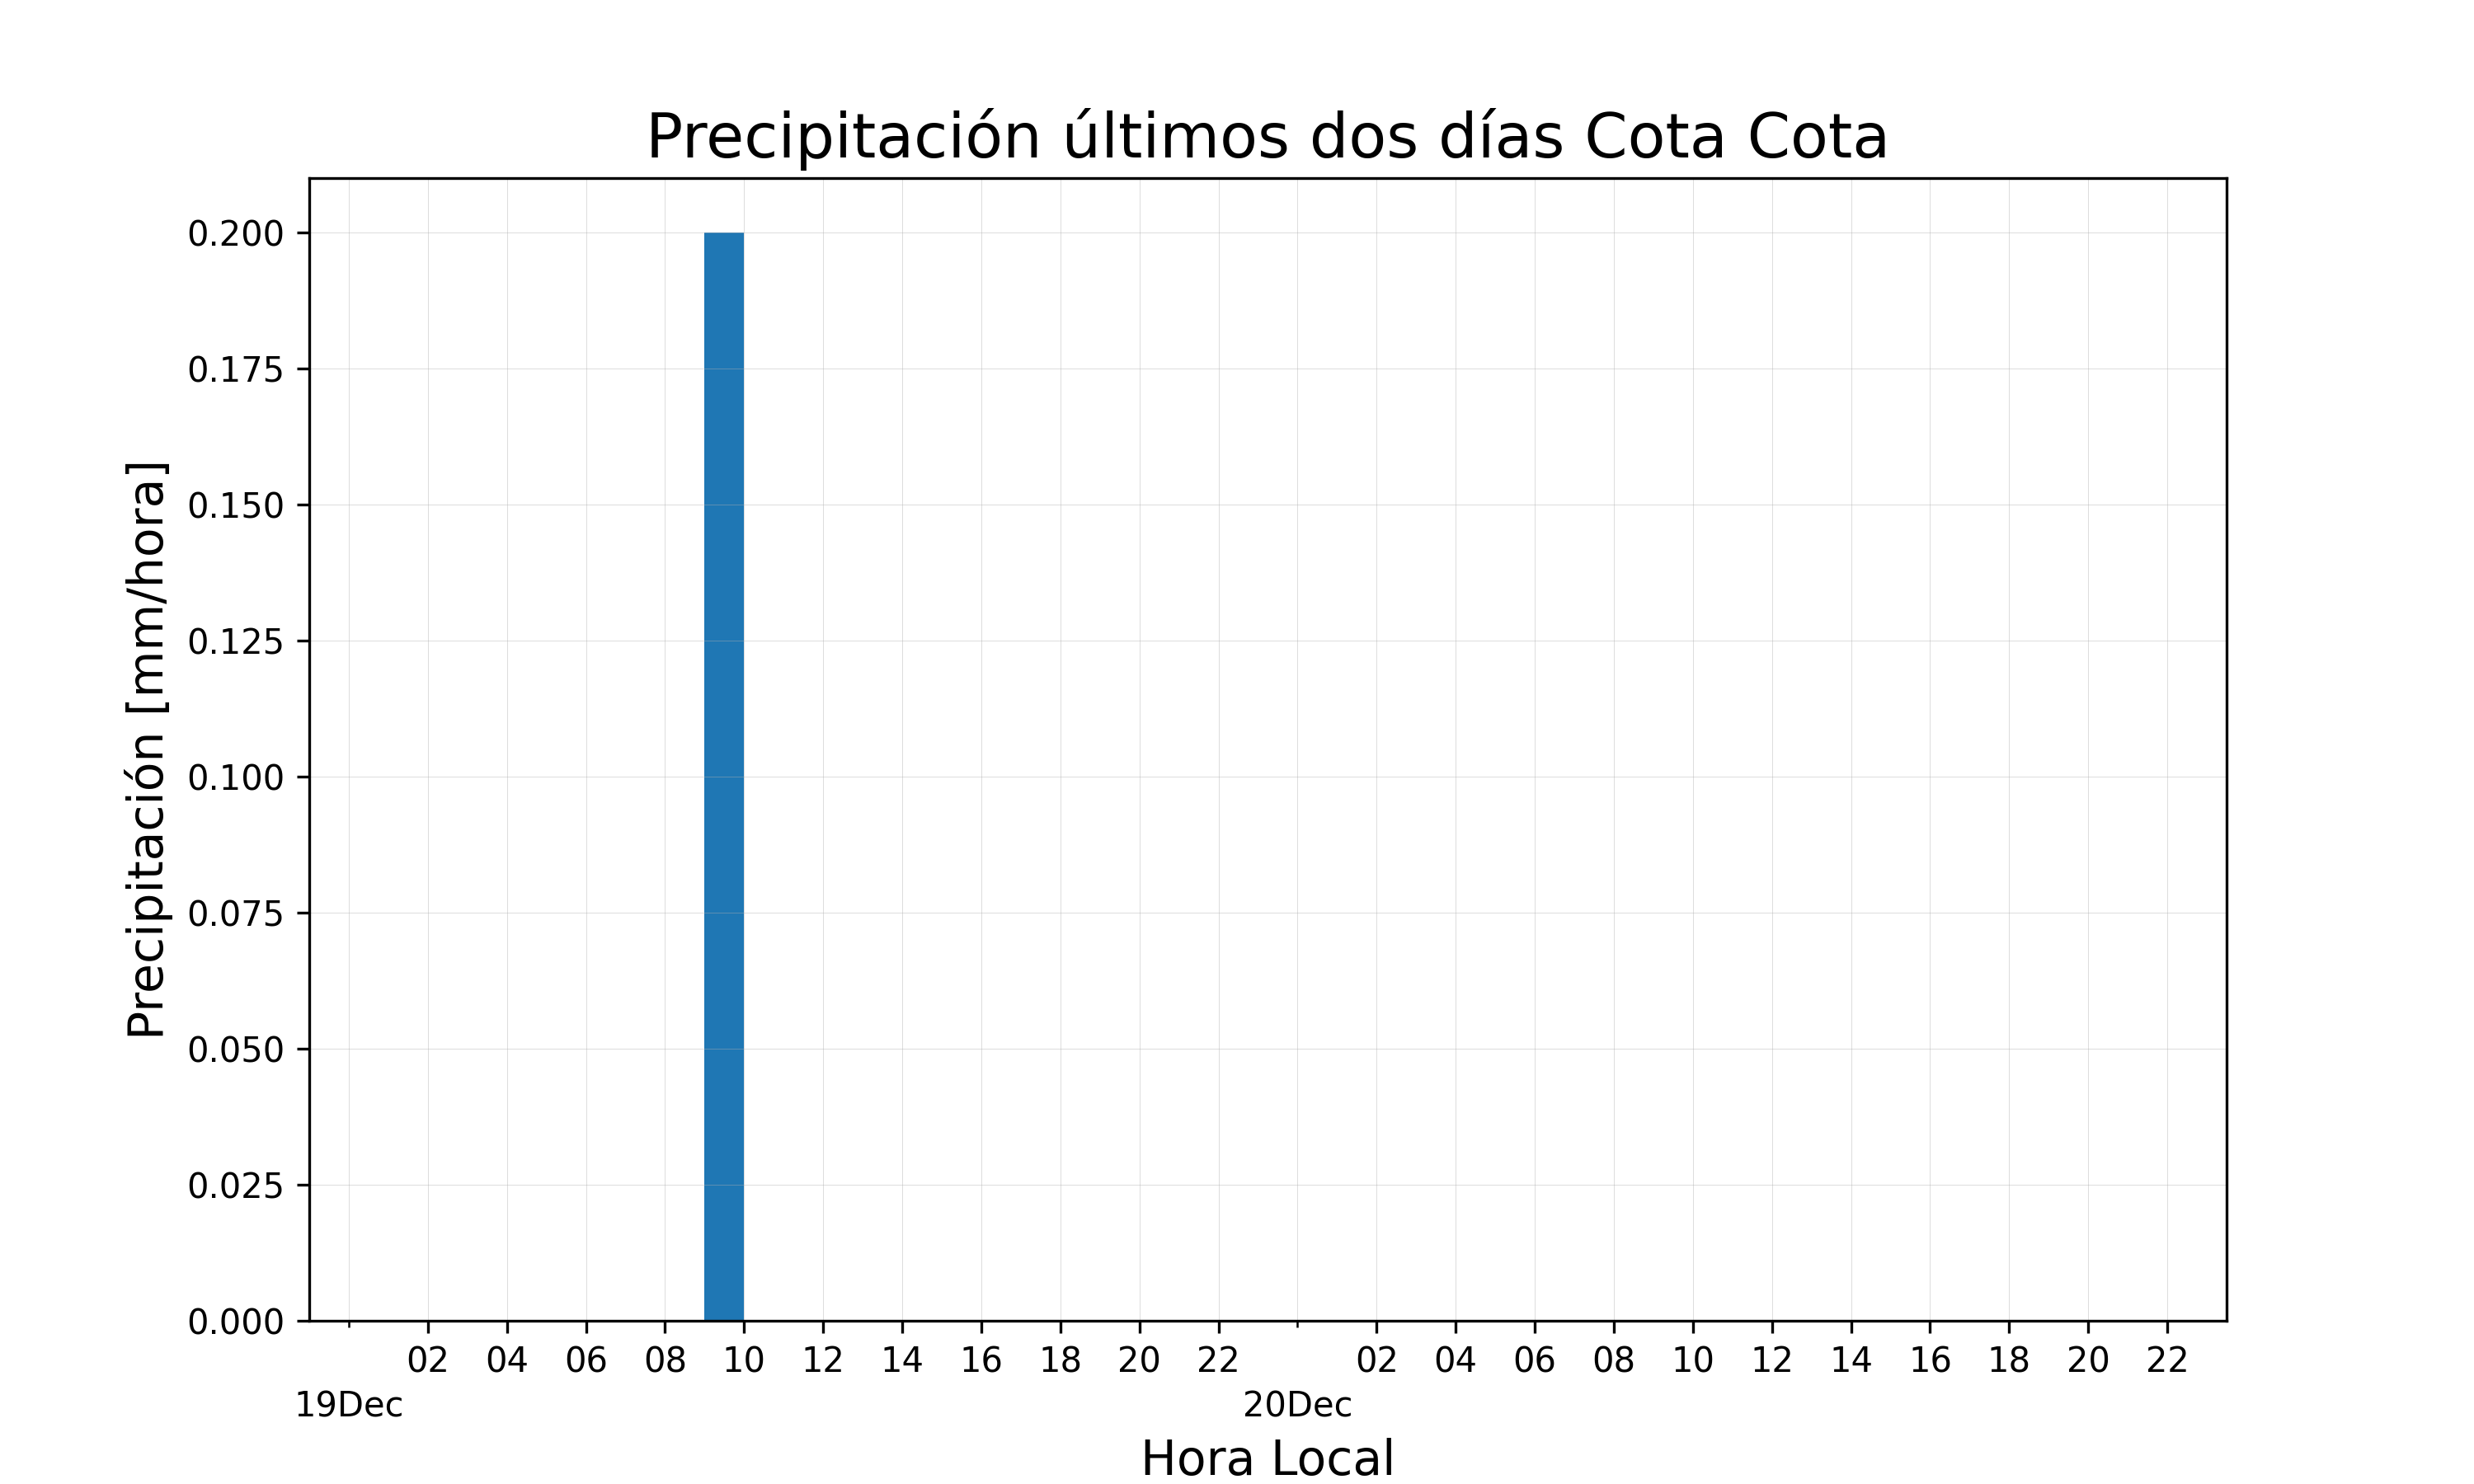 Precipitación últimos dos días Cota Cota
Precipitación [mm/hora]
0.200
0.175
0.150
0.125
0.100
0.075
0.050
0.025
0.000
02 04 06 08 10 12 14 16 18 20 22 02 04 06 08 10 12 14 16 18 20 22
19Dec 20Dec
Hora Local